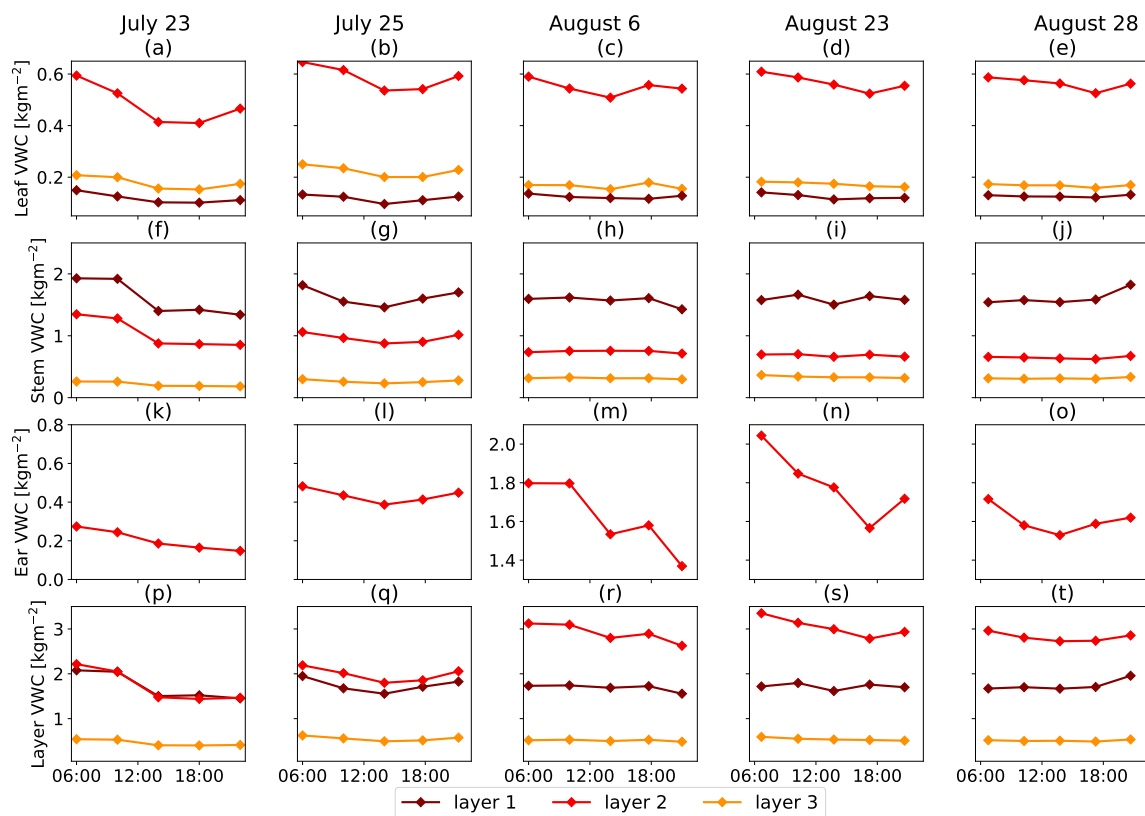 July 23 July 25 August 6 August 23 August 28
(a) (b) (c) (d) (e)
Leaf VWC [kgm⁻²]
0.6
0.4
0.2
(f) (g) (h) (i) (j)
Stem VWC [kgm⁻²]
2
1
0
(k) (l) (m) (n) (o)
Ear VWC [kgm⁻²]
0.8
0.6
0.4
0.2
0.0
2.0
1.8
1.6
1.4
(p) (q) (r) (s) (t)
Layer VWC [kgm⁻²]
3
2
1
06:00 12:00 18:00 06:00 12:00 18:00 06:00 12:00 18:00 06:00 12:00 18:00 06:00 12:00 18:00
layer 1 layer 2 layer 3